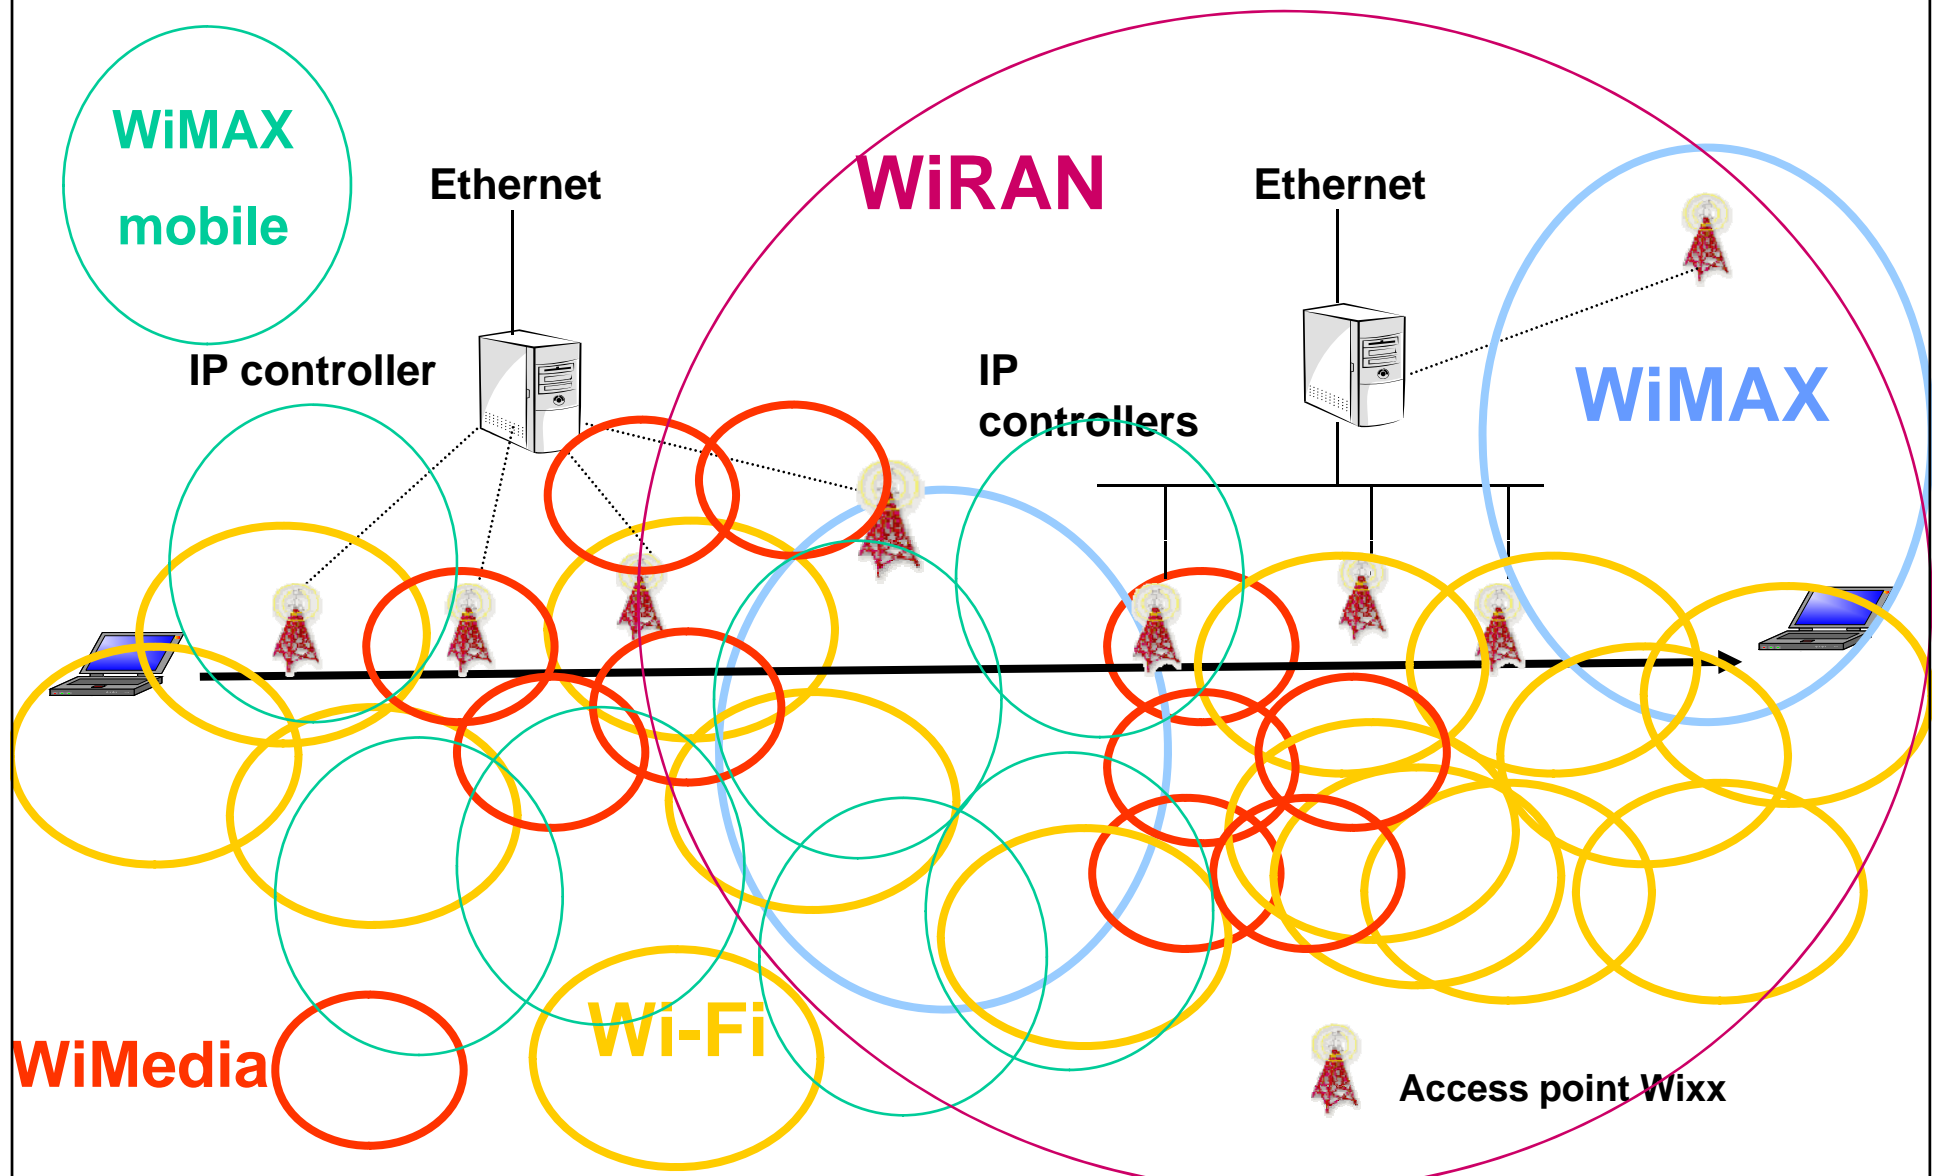 WiMAX
mobile
Ethernet
WiRAN
Ethernet
IP controller
IP
controllers
WiMAX
Wi-Fi
WiMedia
Access point Wixx